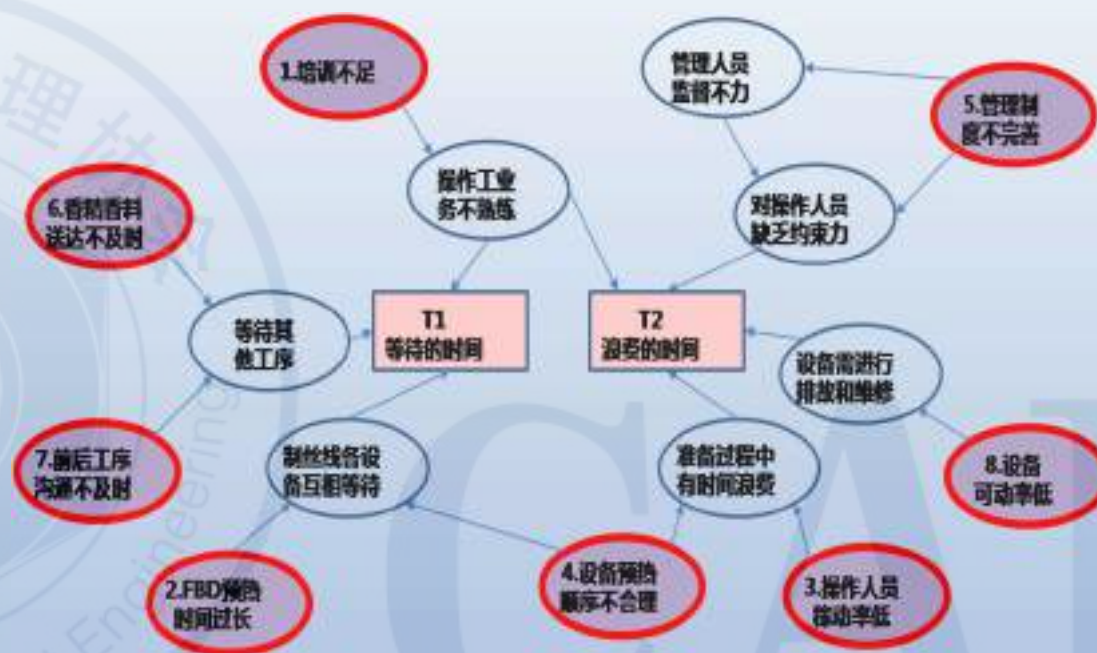 1.培训不足
管理人员
监督不力
5.管理制
度不完善
操作工业
务不熟练
6.香精香料
送达不及时
对操作人员
缺乏约束力
T1
等待的时间
T2
浪费的时间
等待其
他工序
设备需进行
排故和维修
7.前后工序
沟通不及时
制丝线各设
备互相等待
准备过程中
有时间浪费
8.设备
可动率低
2.FBD预热
时间过长
4.设备预热
顺序不合理
3.操作人员
稼动率低
理
Engineering
CA